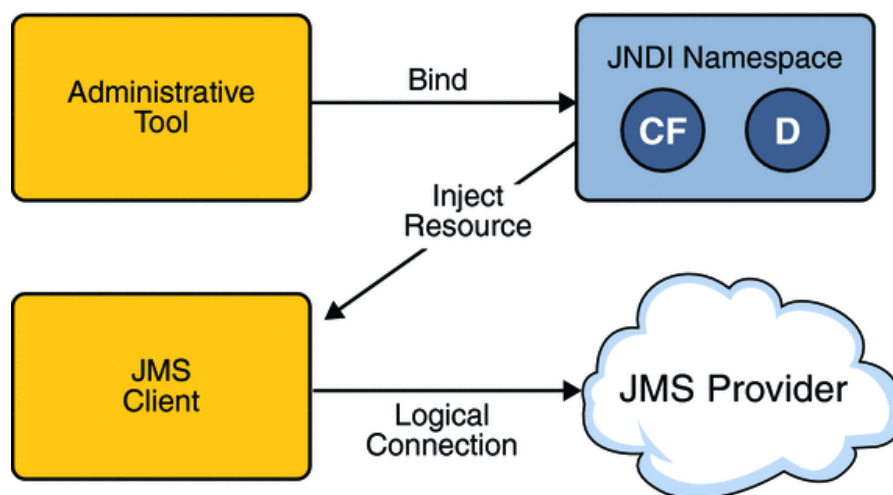 Administrative
Tool
Bind
JNDI Namespace
CF
D
Inject
Resource
JMS
Client
Logical
Connection
JMS Provider